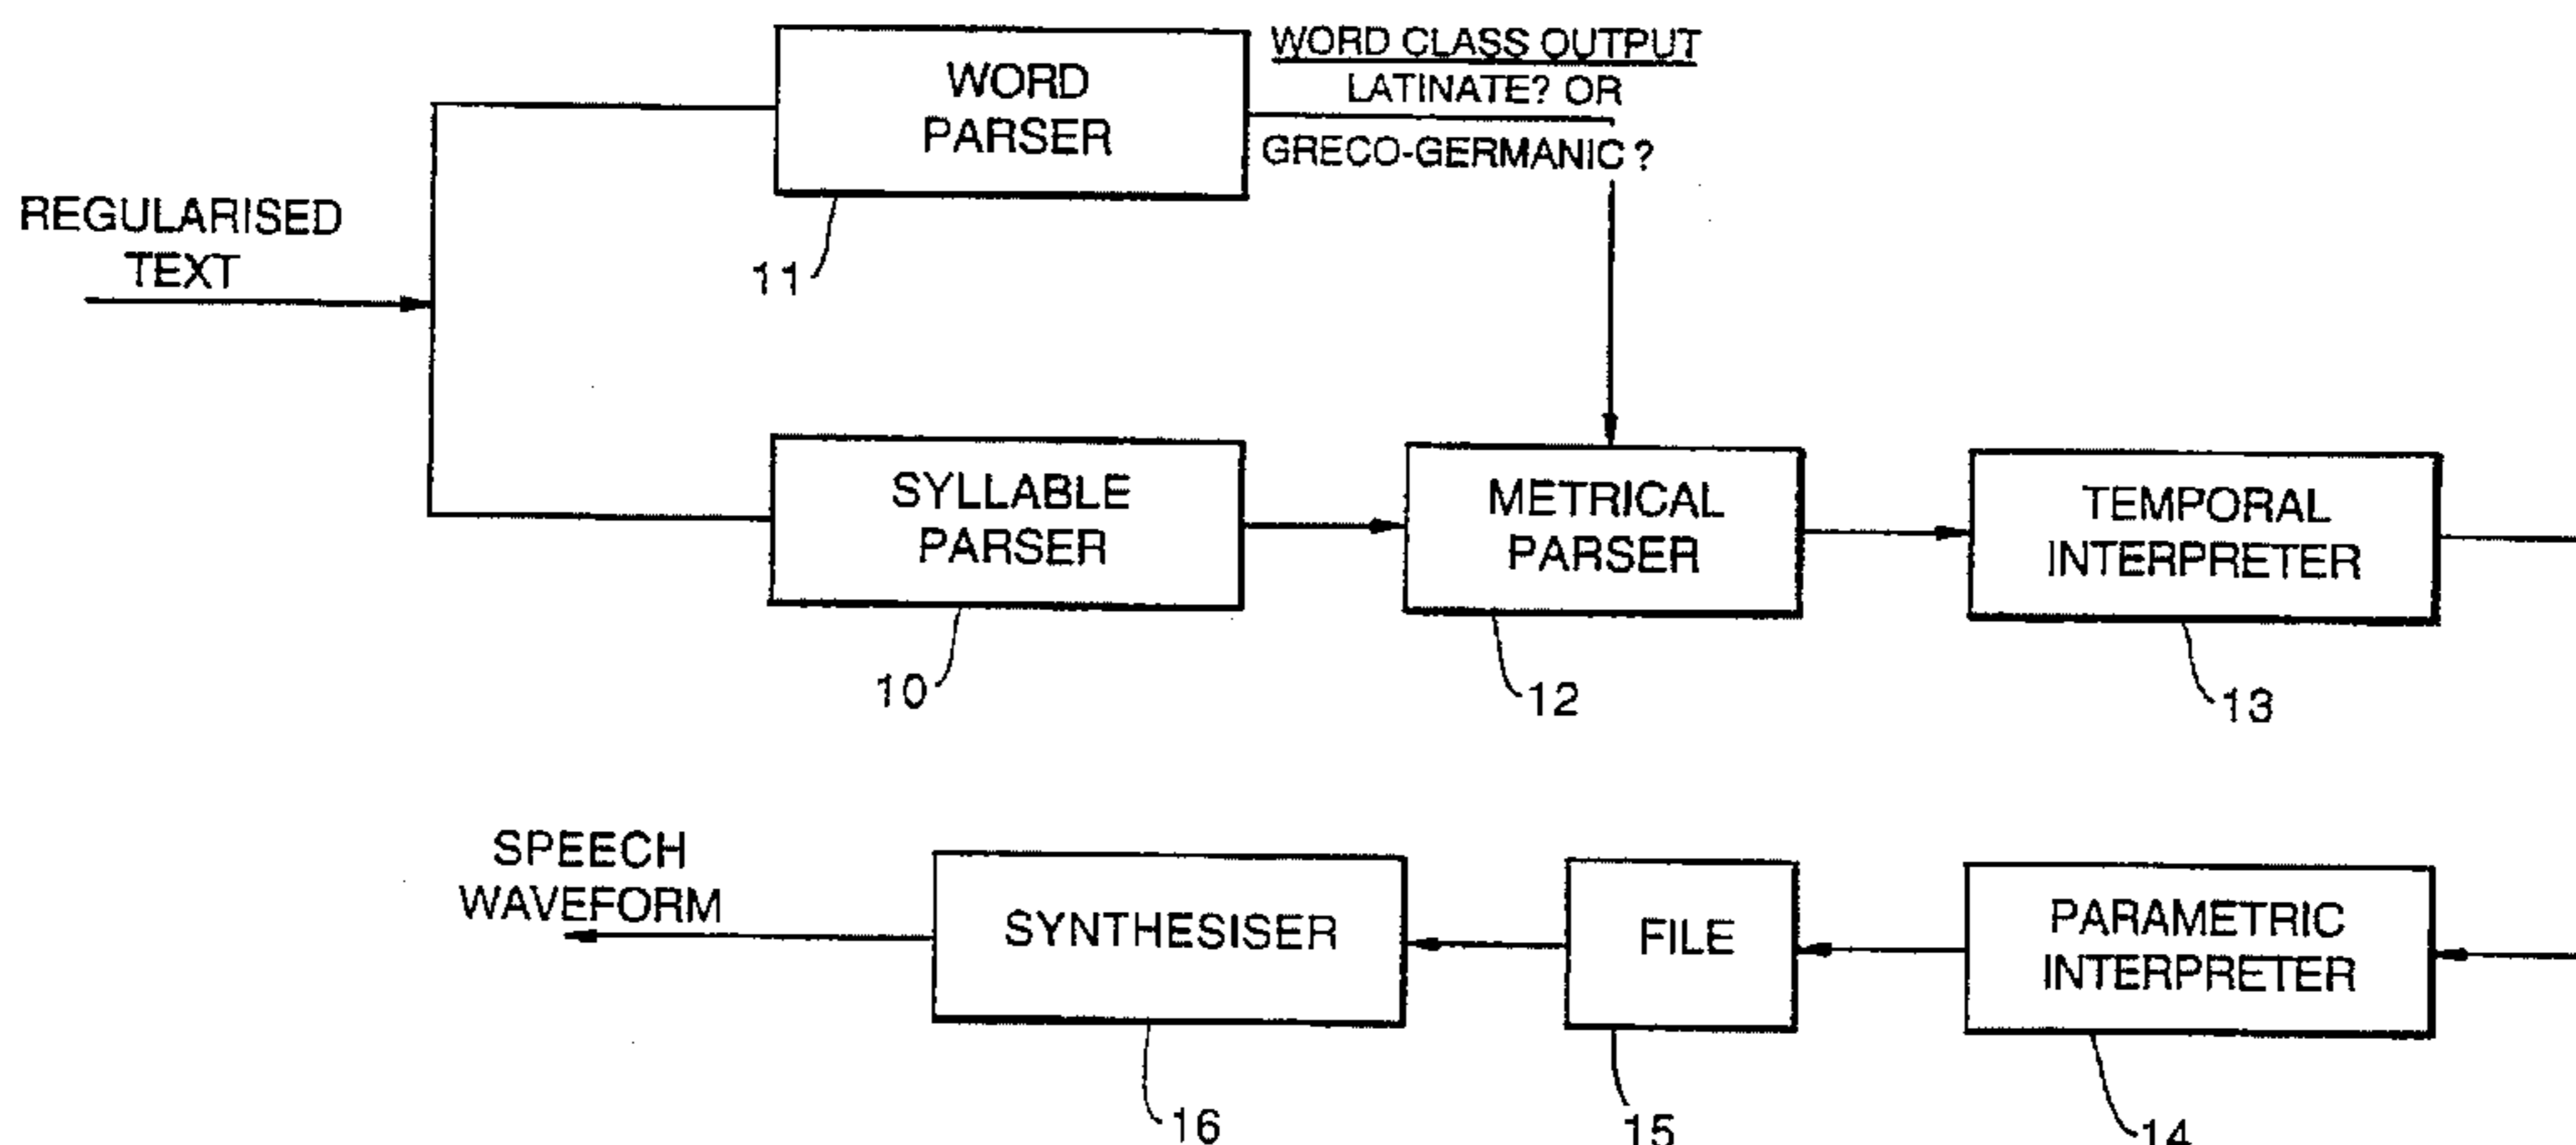 WORD CLASS OUTPUT
LATINATE? OR
GRECO-GERMANIC?
WORD
PARSER
11
REGULARISED
TEXT
SYLLABLE
PARSER
10
METRICAL
PARSER
12
TEMPORAL
INTERPRETER
13
SPEECH
WAVEFORM
SYNTHESISER
16
FILE
15
PARAMETRIC
INTERPRETER
14